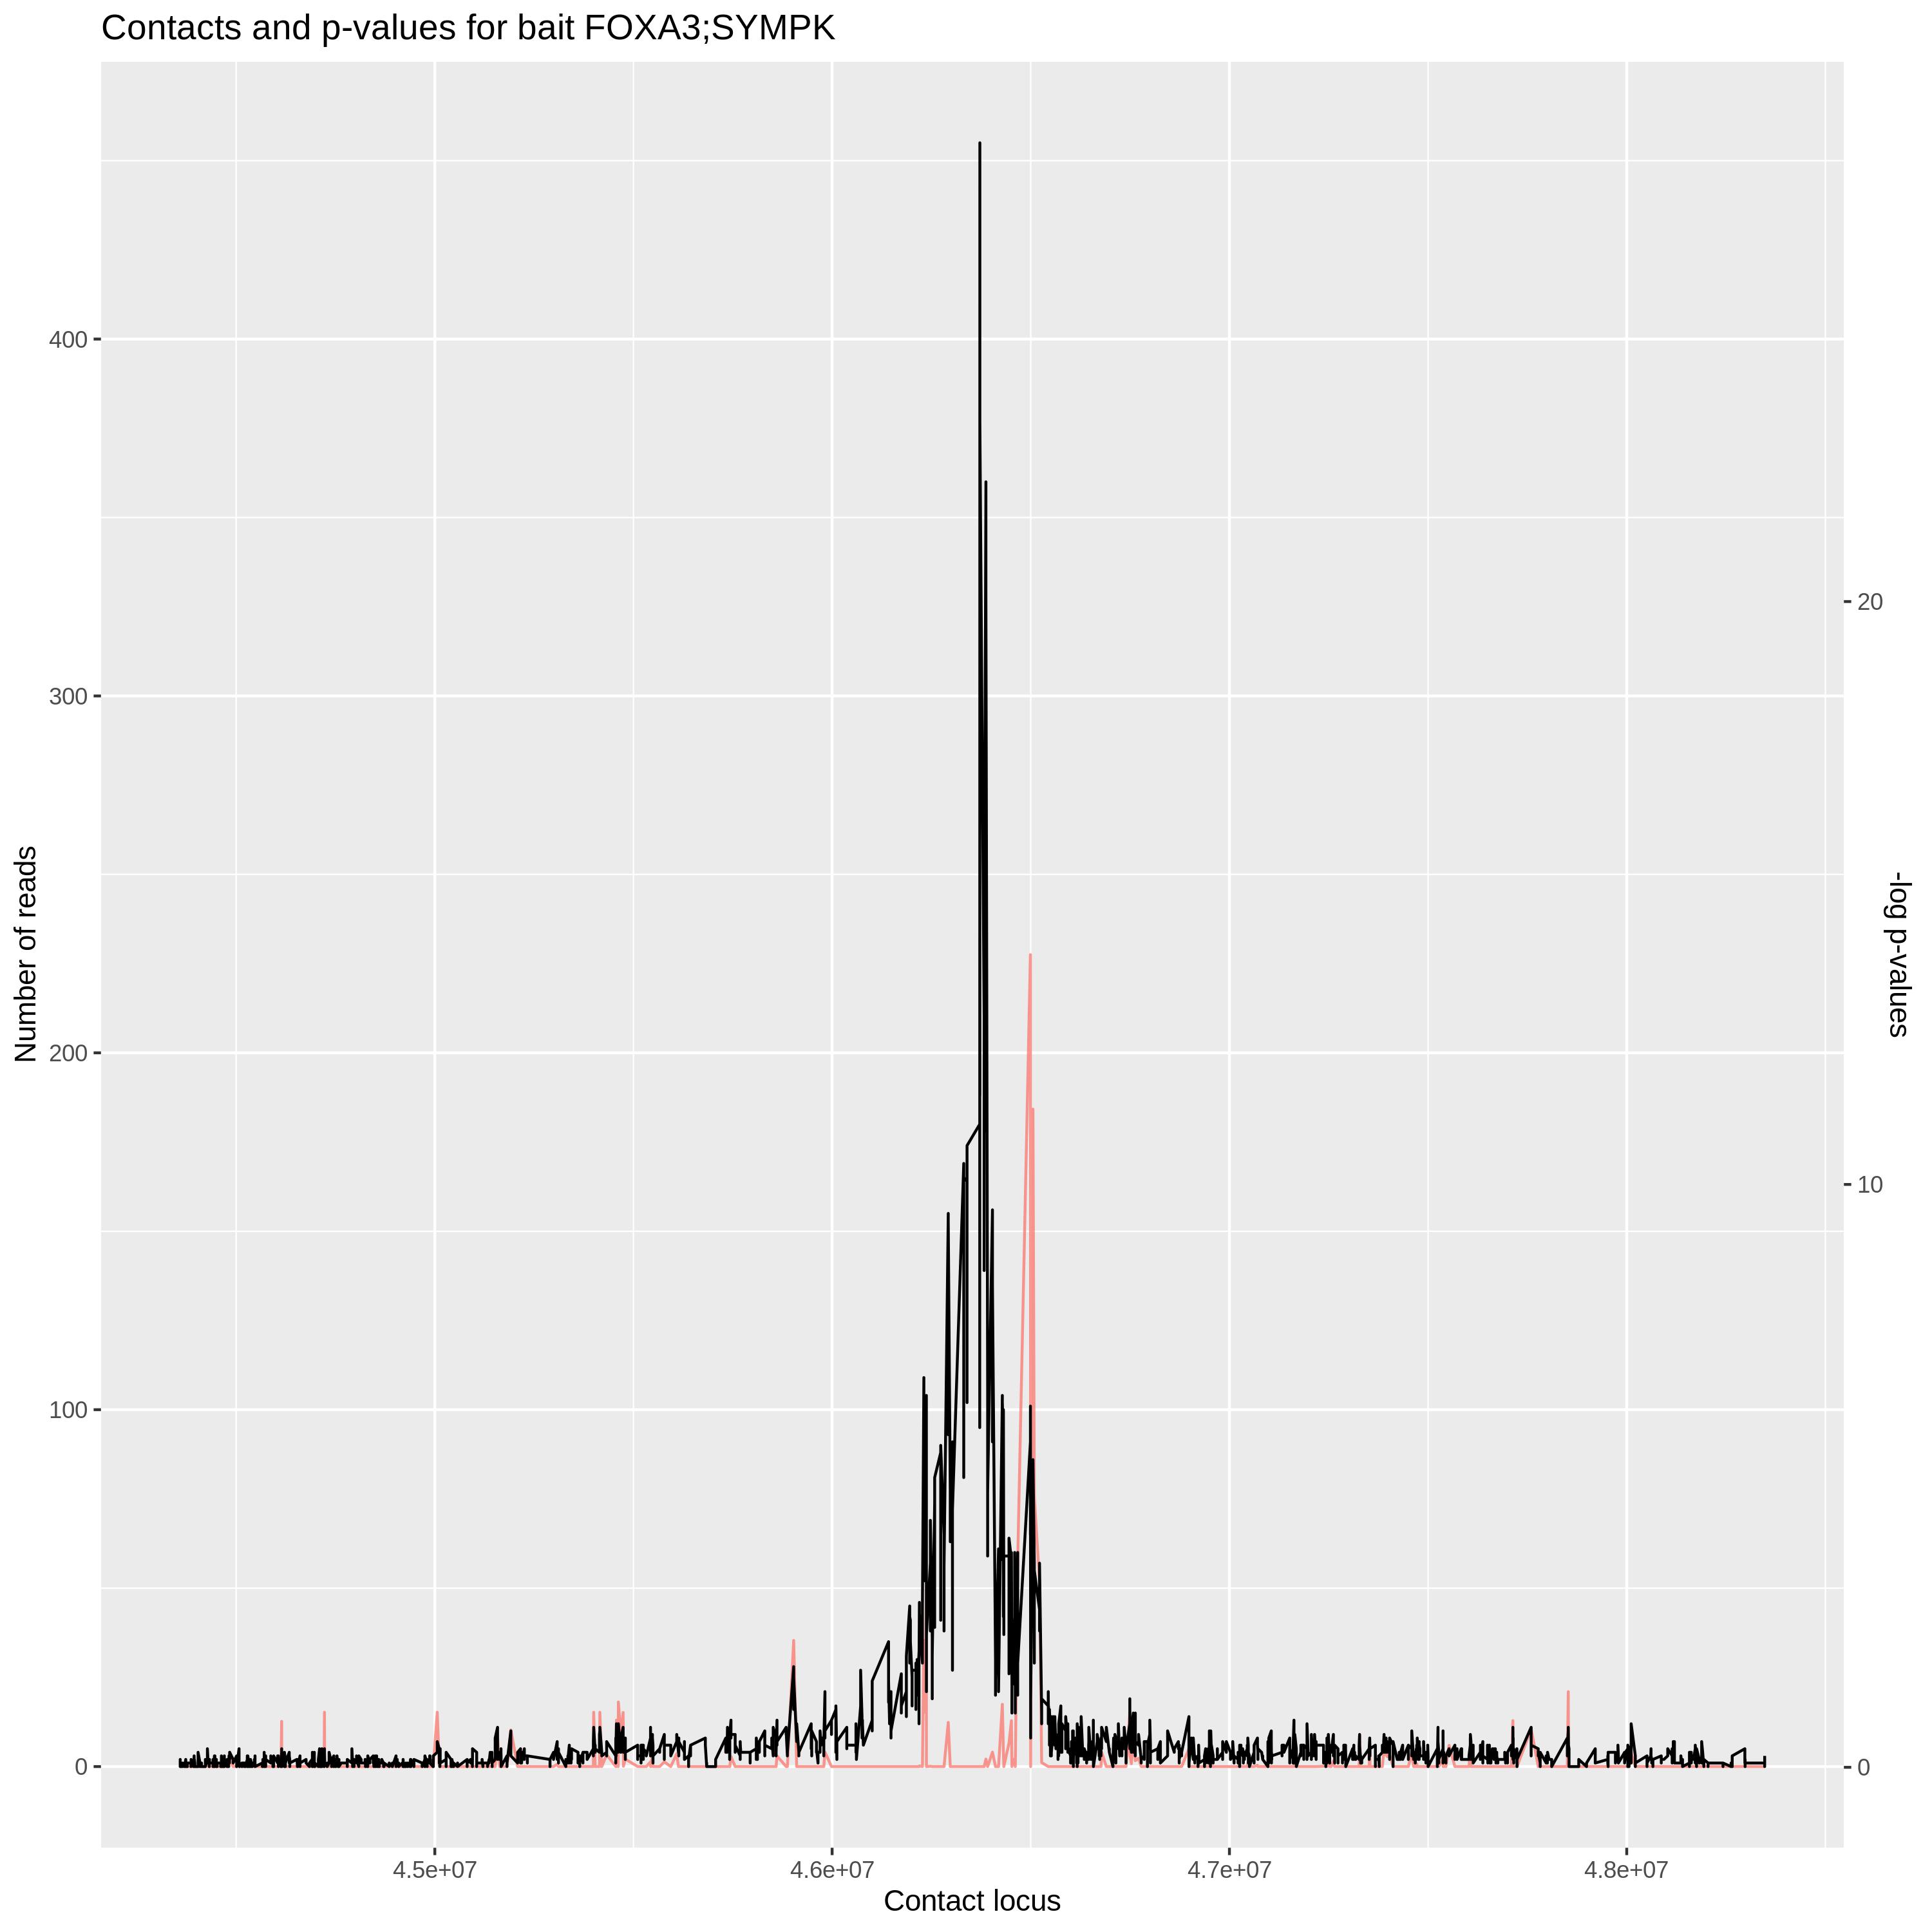 Contacts and p-values for bait FOXA3;SYMPK
400
300
200
100
0
Number of reads
20
10
0
-log p-values
4.5e+07 4.6e+07 4.7e+07 4.8e+07
Contact locus